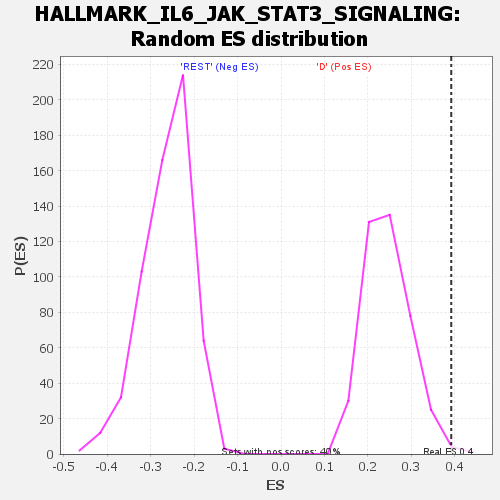 HALLMARK_IL6_JAK_STAT3_SIGNALING:
Random ES distribution
'REST' (Neg ES)
'D' (Pos ES)
P(ES)
220
200
180
160
140
120
100
80
60
40
20
0
Sets with pos scores: 40%
Real ES 0.4
-0.5 -0.4 -0.3 -0.2 -0.1 0.0 0.1 0.2 0.3 0.4
ES